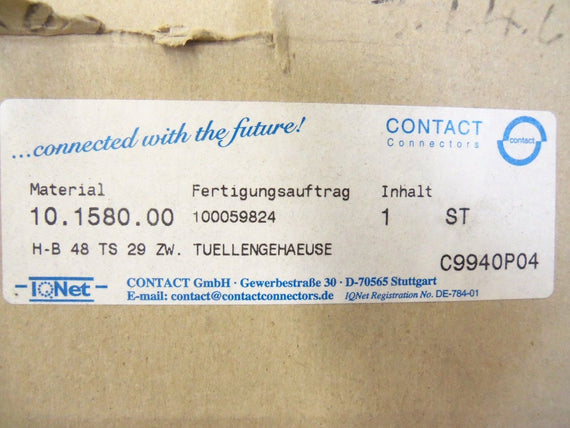 ...connected with the future!
CONTACT
Connectors
contact
Material Fertigungsauftrag Inhalt
10.1580.00 100059824 1 ST
H-B 48 TS 29 ZW. TUELLENGEHAEUSE
C9940P04
IQNet
CONTACT GmbH · Gewerbestraße 30 · D-70565 Stuttgart
E-mail: contact@contactconnectors.de IQNet Registration No. DE-784-01